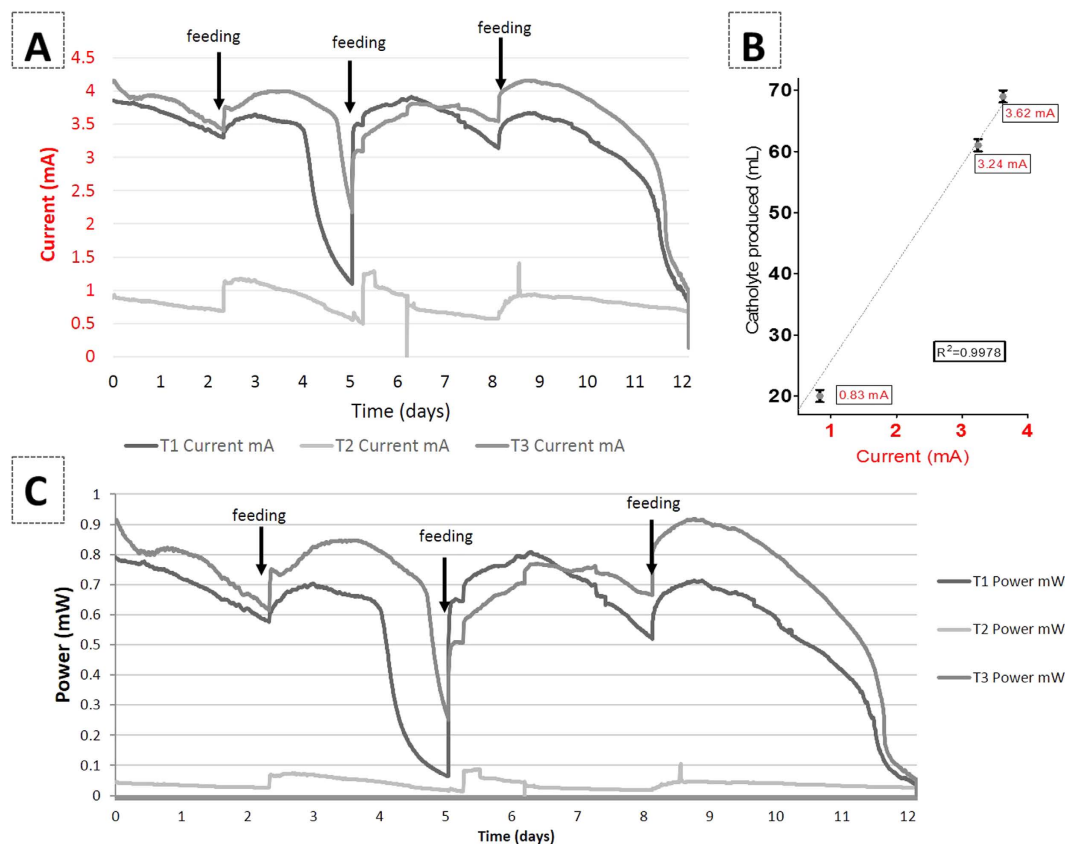 A
feeding
feeding
feeding
4.5
4
3.5
3
2.5
2
1.5
1
0.5
0
Current (mA)
0 1 2 3 4 5 6 7 8 9 10 11 12
Time (days)
T1 Current mA T2 Current mA T3 Current mA
B
70
60
50
40
30
20
Catholyte produced (mL)
3.62 mA
3.24 mA
R²=0.9978
0.83 mA
1 2 3 4
Current (mA)
C
feeding
feeding
feeding
1
0.9
0.8
0.7
0.6
0.5
0.4
0.3
0.2
0.1
0
Power (mW)
0 1 2 3 4 5 6 7 8 9 10 11 12
Time (days)
T1 Power mW
T2 Power mW
T3 Power mW